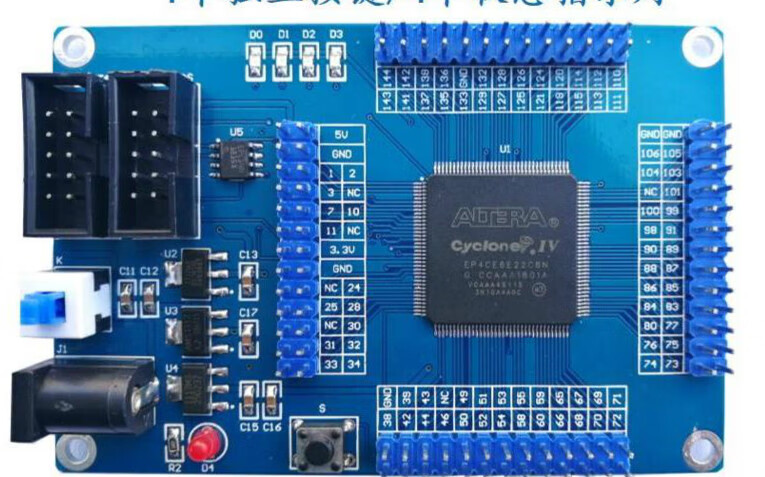 D0 D1 D2 D3
144 142 138 136 135 GND 132 128 126 124 120 119 114 112 110
143 141 137 133 129 127 125 121 115 113 111
U5
U1
5V
GND
1 2
3 NC
7 10
11 NC
3.3V
GND
NC 24
25 28
NC 30
31 32
33 34
GND GND
106 105
104 103
NC 101
100 99
98 91
90 89
88 87
86 85
84 83
80 77
76 75
74 73
ALTERA®
Cyclone IV
EP4CE6E22C8N
K
C11 C12
U2
C13
U3
C17
J1
U4
C15 C16
R2
D4
S
GND 39 43 NC 49 51 53 55 59 65 67 69 71
38 42 44 46 50 52 54 58 60 66 68 70 72